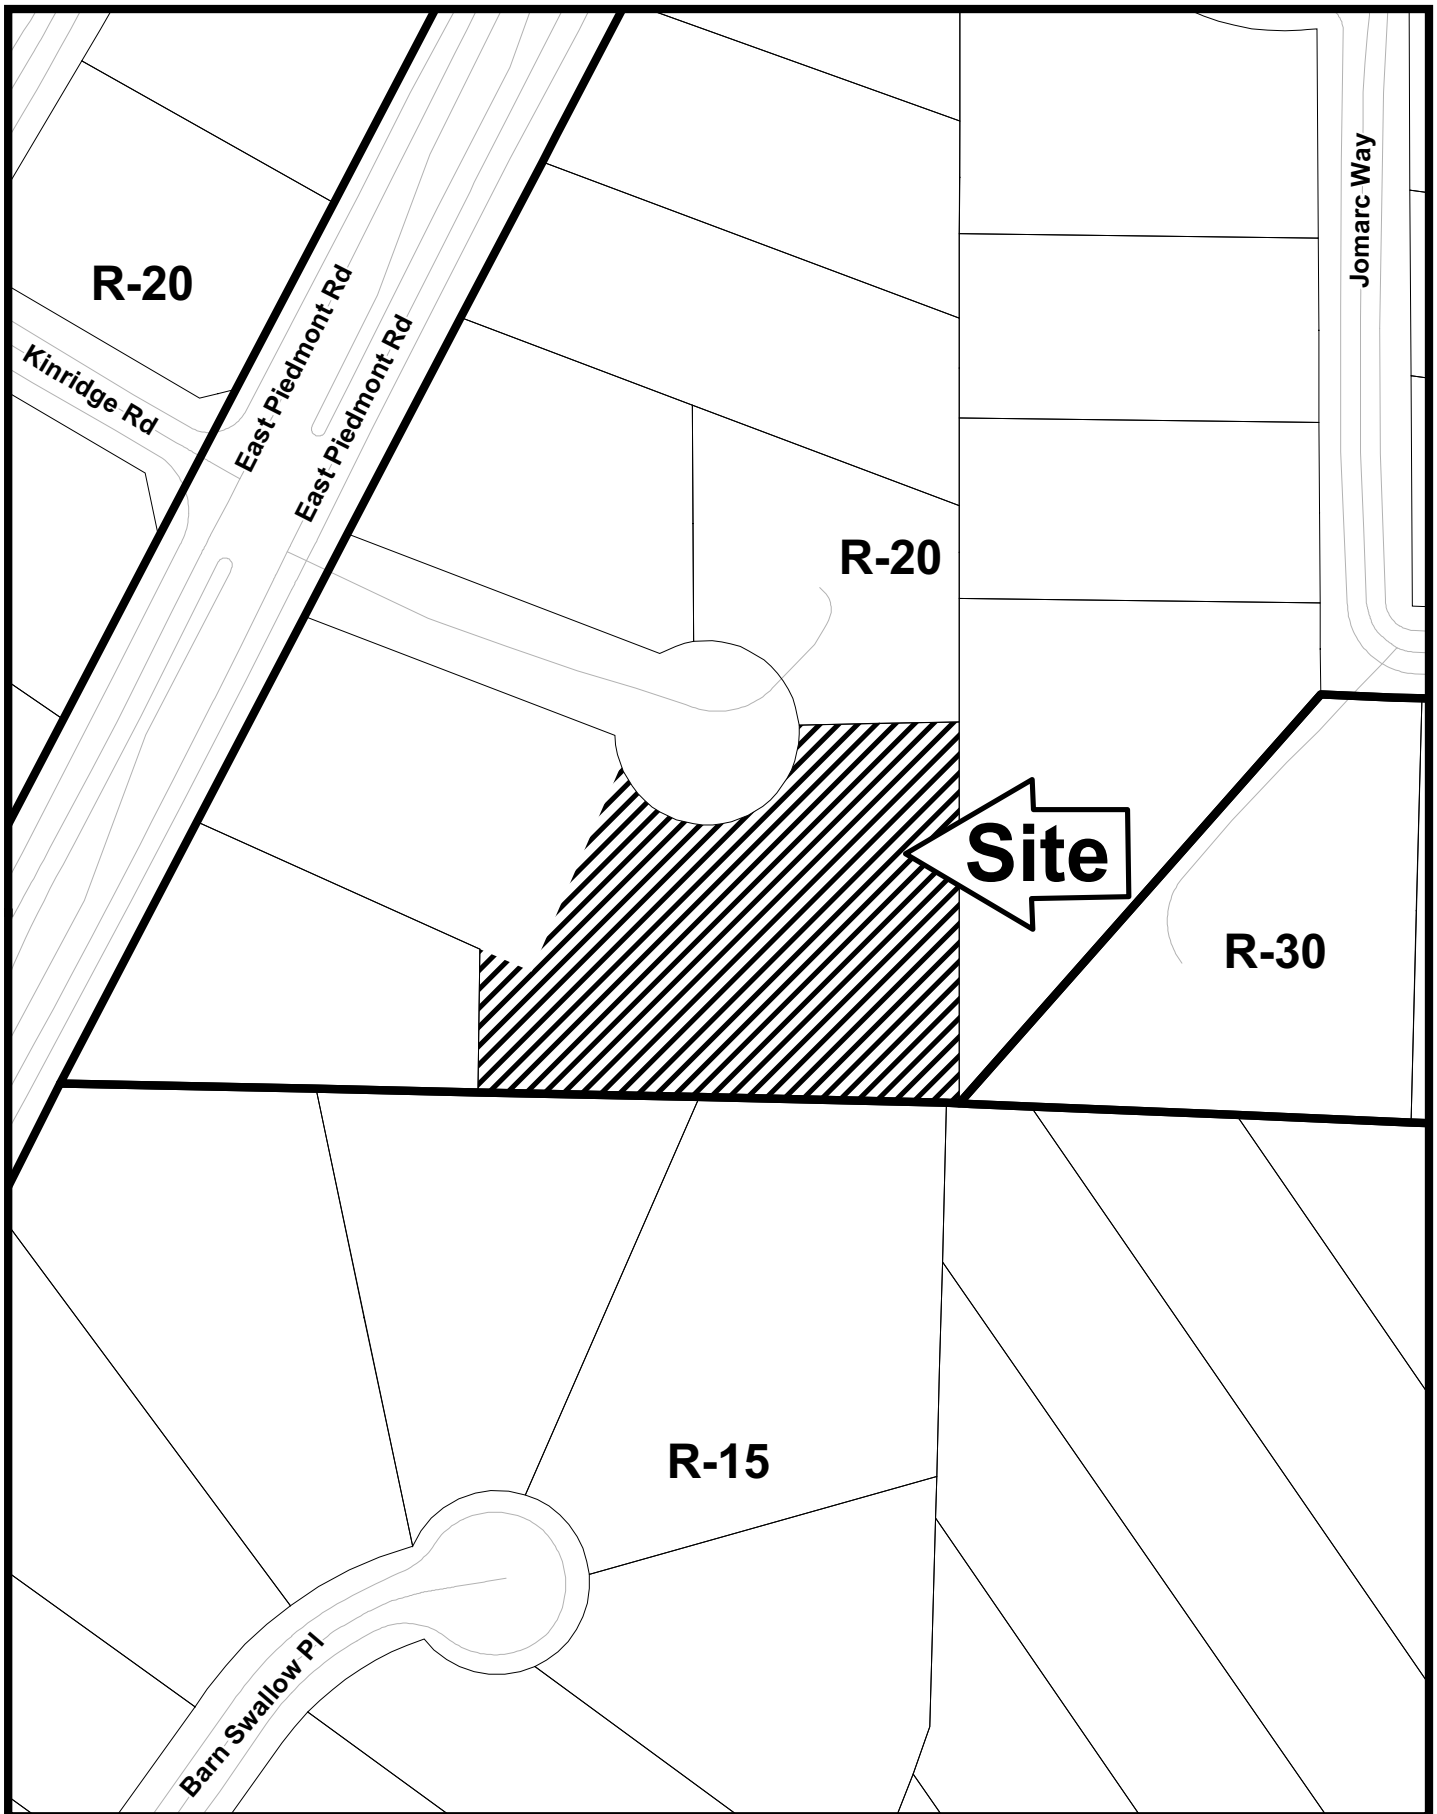 Jomarc Way
R-20
East Piedmont Rd
East Piedmont Rd
Kinridge Rd
R-20
Site
R-30
R-15
Barn Swallow Pl